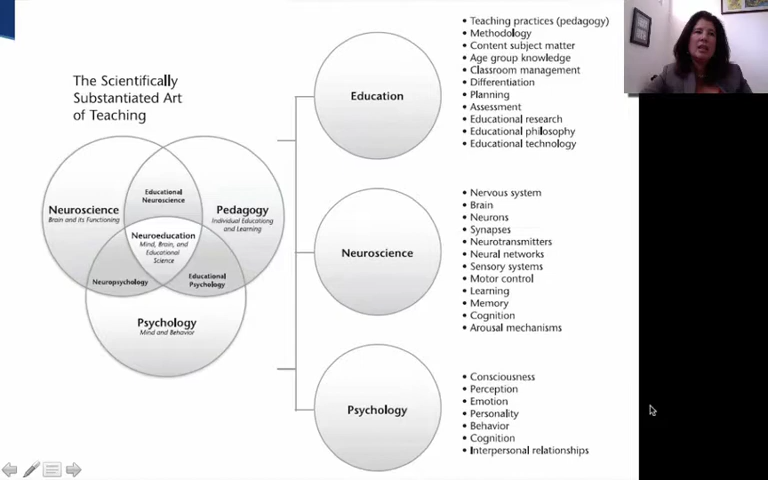 The Scientifically
Substantiated Art
of Teaching
Neuroscience
Brain and its Functioning
Educational
Neuroscience
Pedagogy
Individual Educationg
and Learning
Neuroeducation
Mind, Brain, and
Educational
Science
Neuropsychology
Educational
Psychology
Psychology
Mind and Behavior
Education
• Teaching practices (pedagogy)
• Methodology
• Content subject matter
• Age group knowledge
• Classroom management
• Differentiation
• Planning
• Assessment
• Educational research
• Educational philosophy
• Educational technology
Neuroscience
• Nervous system
• Brain
• Neurons
• Synapses
• Neurotransmitters
• Neural networks
• Sensory systems
• Motor control
• Learning
• Memory
• Cognition
• Arousal mechanisms
Psychology
• Consciousness
• Perception
• Emotion
• Personality
• Behavior
• Cognition
• Interpersonal relationships